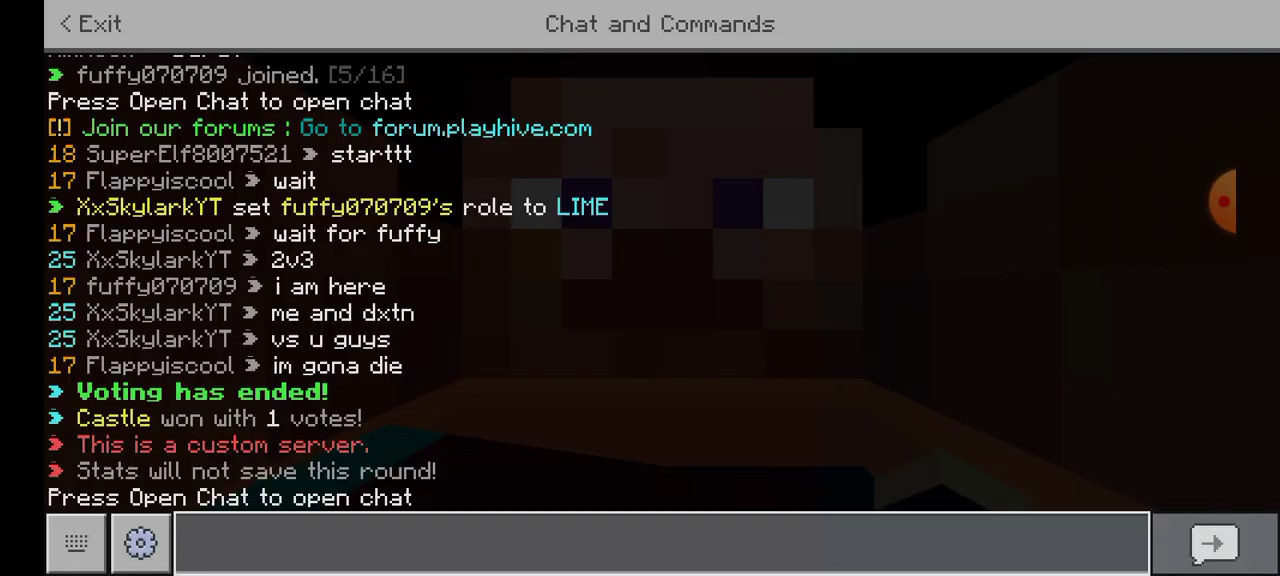 < Exit
Chat and Commands
fuffy070709 joined. [5/16]
Press Open Chat to open chat
[!] Join our forums : Go to forum.playhive.com
18 SuperElf8007521 » starttt
17 Flappyiscool » wait
» XxSkylarkYT set fuffy070709's role to LIME
17 Flappyiscool » wait for fuffy
25 XxSkylarkYT » 2v3
17 fuffy070709 » i am here
25 XxSkylarkYT » me and dxtn
25 XxSkylarkYT » vs u guys
17 Flappyiscool » im gona die
» Voting has ended!
» Castle won with 1 votes!
» This is a custom server.
» Stats will not save this round!
Press Open Chat to open chat